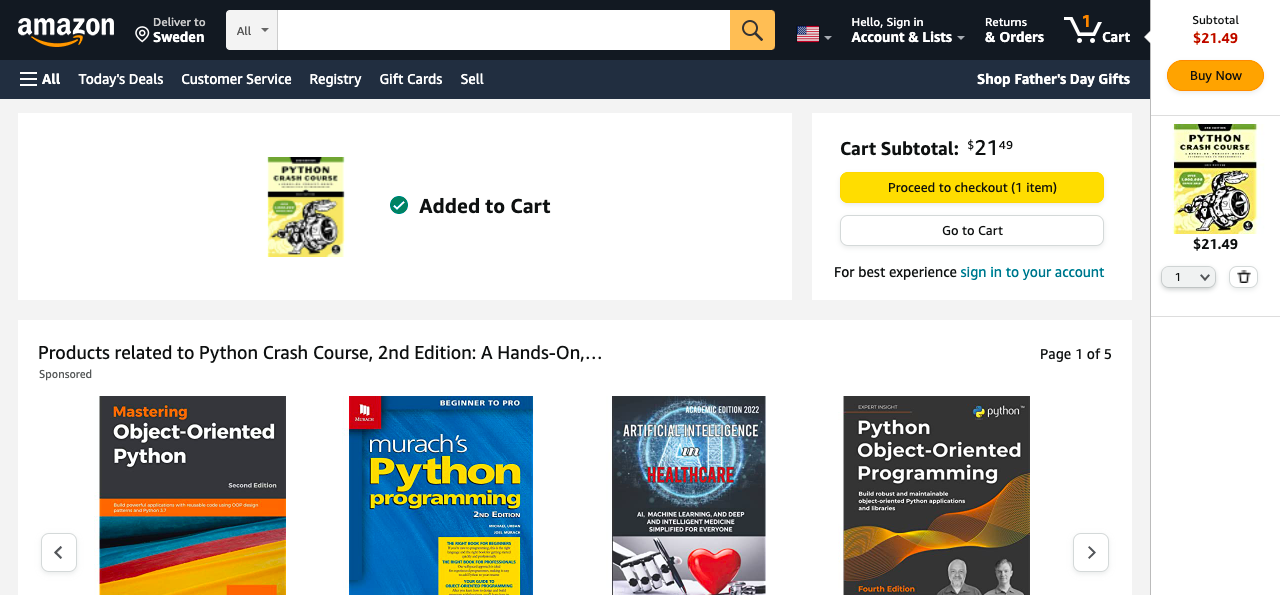 amazon
Deliver to
Sweden
All
Hello, Sign in
Account & Lists
Returns
& Orders
1
Cart
Subtotal
$21.49
Buy Now
All
Today's Deals
Customer Service
Registry
Gift Cards
Sell
Shop Father's Day Gifts
PYTHON
CRASH COURSE
Added to Cart
Cart Subtotal: $21 49
Proceed to checkout (1 item)
Go to Cart
For best experience sign in to your account
PYTHON
CRASH COURSE
$21.49
1
Products related to Python Crash Course, 2nd Edition: A Hands-On,…
Sponsored
Page 1 of 5
Mastering
Object-Oriented
Python
Second Edition
Build powerful applications with reusable code using OOP design
patterns and Python 3.7
BEGINNER TO PRO
MURACH
murach's
Python
programming
2ND EDITION
MICHAEL URBAN
JOEL MURACH
THE RIGHT BOOK FOR BEGINNERS
THE RIGHT BOOK FOR PROFESSIONALS
YOUR GUIDE TO
OBJECT-ORIENTED PROGRAMMING
ACADEMIC EDITION 2022
ARTIFICIAL INTELLIGENCE
in
HEALTHCARE
AI, MACHINE LEARNING, AND DEEP
AND INTELLIGENT MEDICINE
SIMPLIFIED FOR EVERYONE
EXPERT INSIGHT
python™
Python
Object-Oriented
Programming
Build robust and maintainable
object-oriented Python applications
and libraries
Fourth Edition